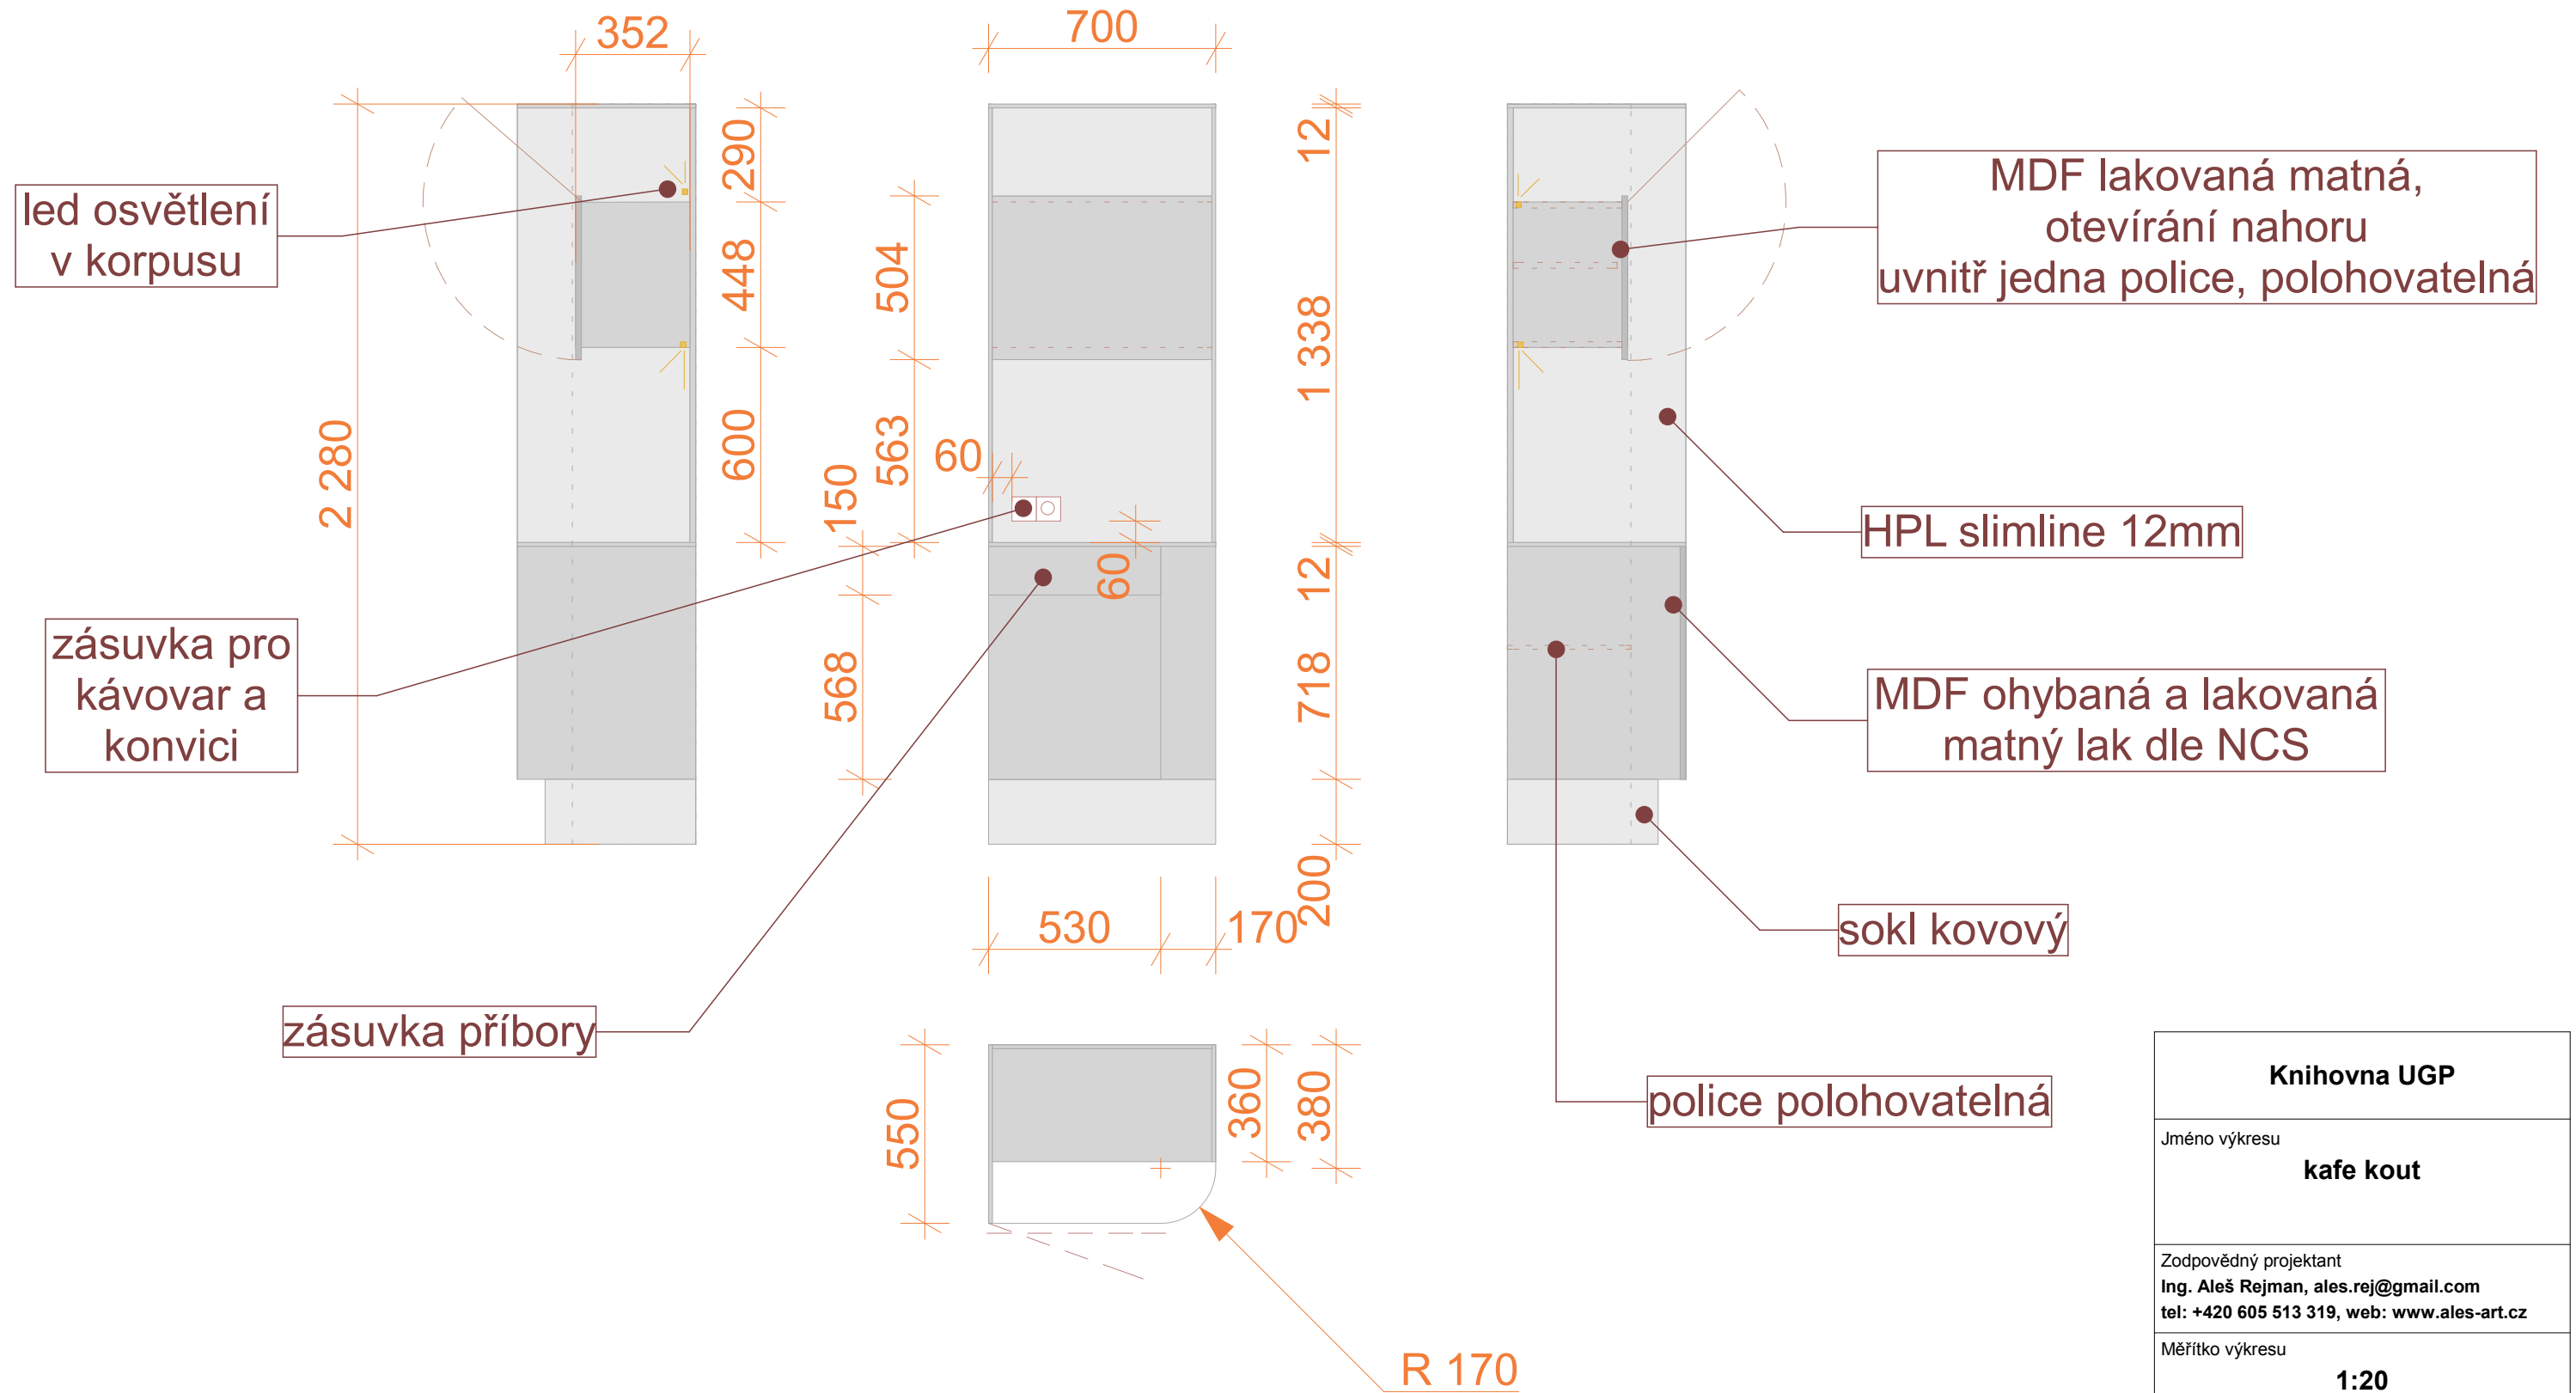 352
700
2 280
290
448
600
504
563
150
568
60
60
12
1 338
12
718
200
530
170
550
360
380
R 170
led osvětlení
v korpusu
zásuvka pro
kávovar a
konvici
zásuvka příbory
MDF lakovaná matná,
otevírání nahoru
uvnitř jedna police, polohovatelná
HPL slimline 12mm
MDF ohybaná a lakovaná
matný lak dle NCS
sokl kovový
police polohovatelná
Knihovna UGP
Jméno výkresu
kafe kout
Zodpovědný projektant
Ing. Aleš Rejman, ales.rej@gmail.com
tel: +420 605 513 319, web: www.ales-art.cz
Měřítko výkresu
1:20